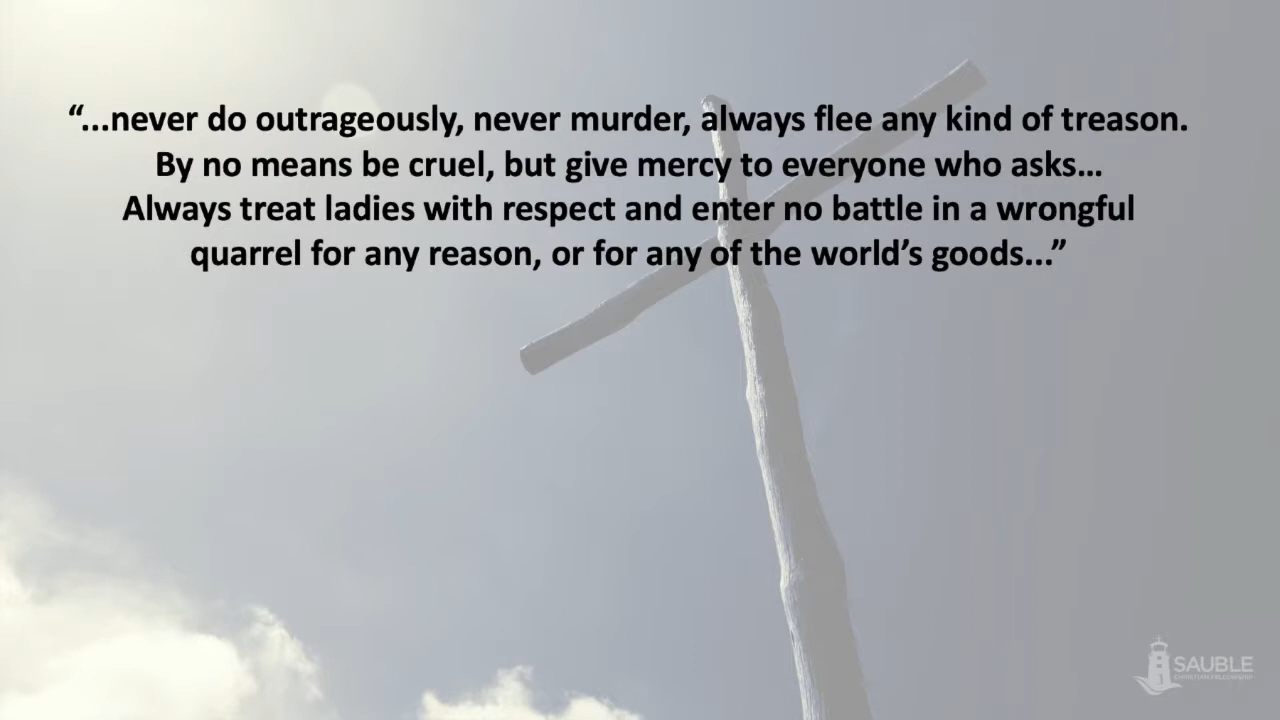 “...never do outrageously, never murder, always flee any kind of treason.
By no means be cruel, but give mercy to everyone who asks…
Always treat ladies with respect and enter no battle in a wrongful
quarrel for any reason, or for any of the world’s goods...”
SAUBLE
CHRISTIAN FELLOWSHIP